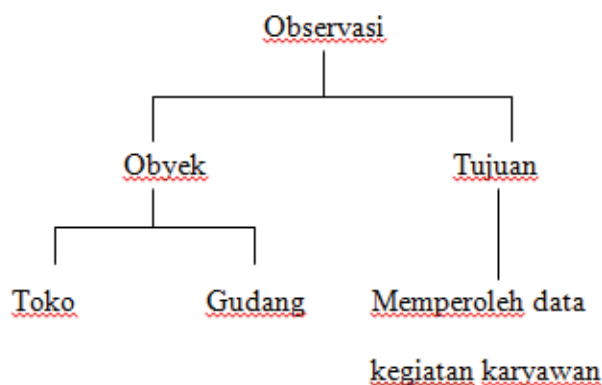 Observasi
Obyek
Tujuan
Toko
Gudang
Memperoleh data
kegiatan karyawan